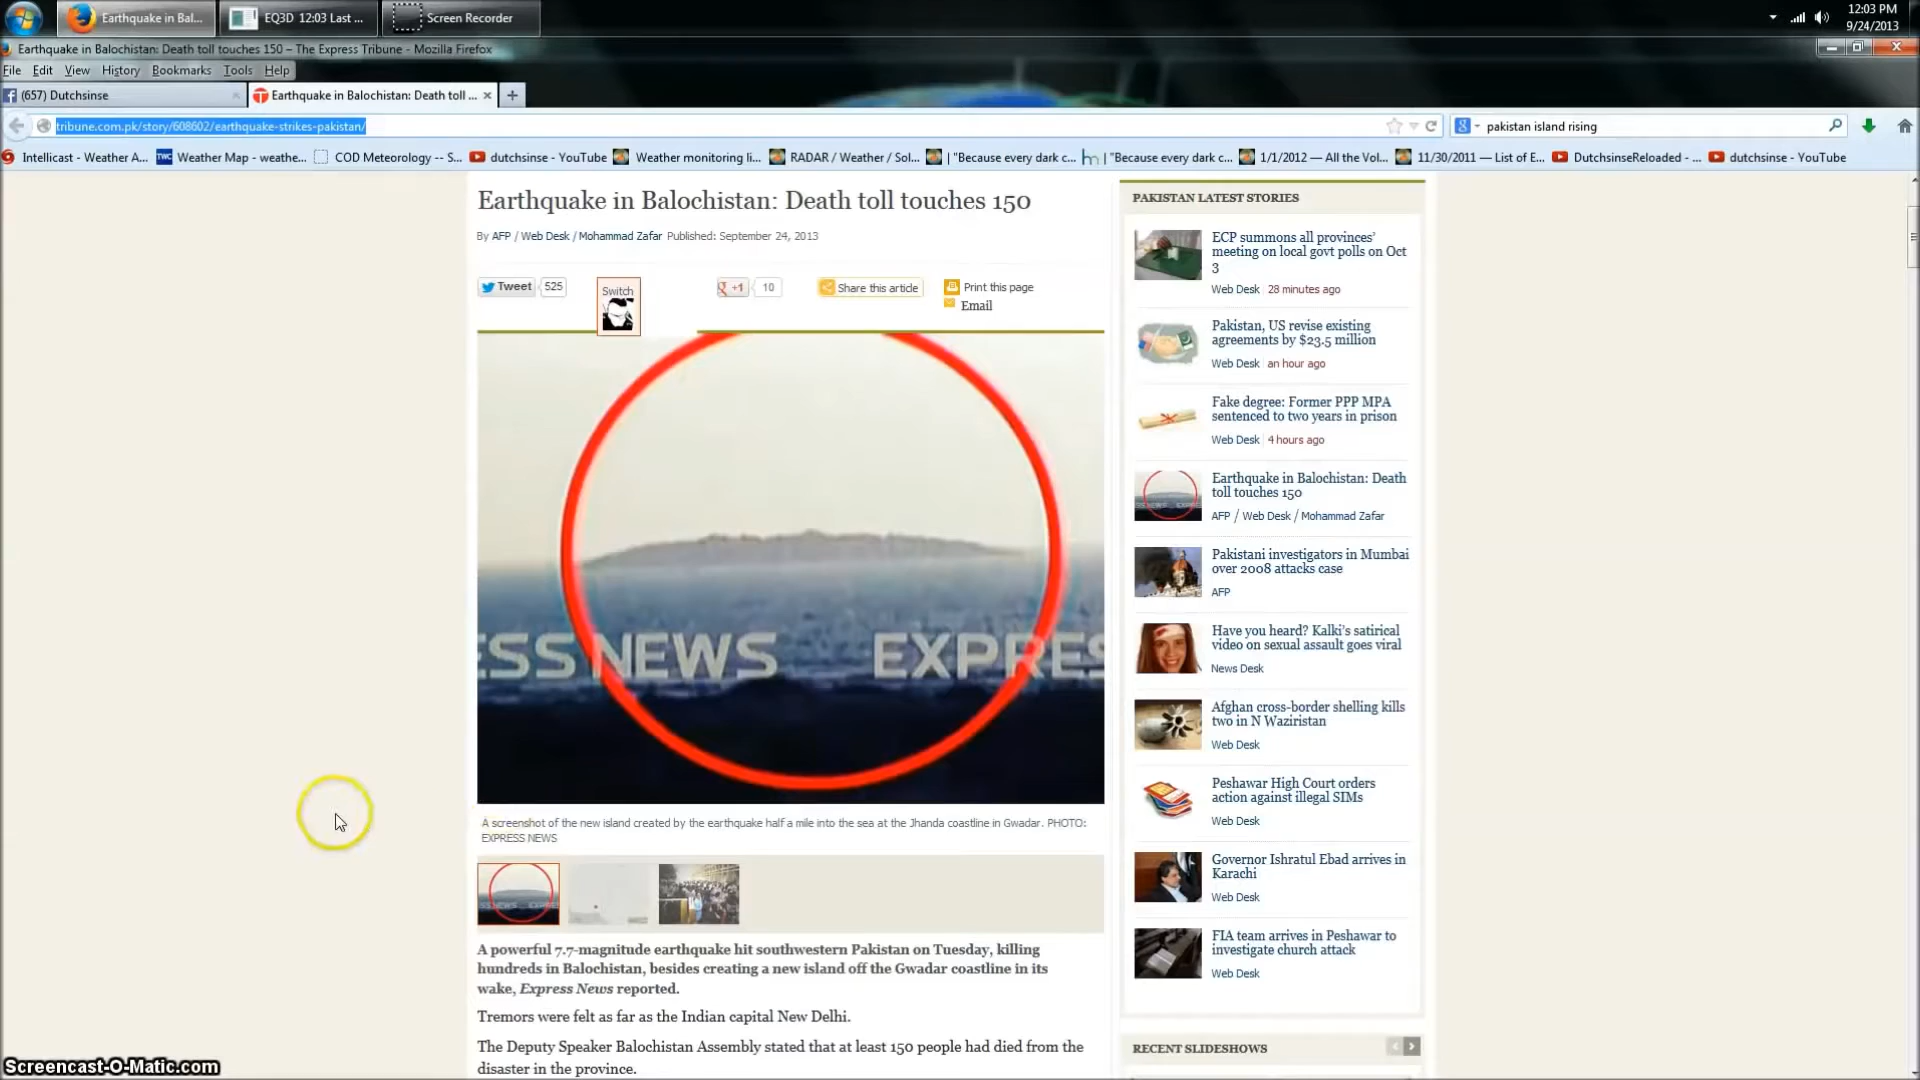 Earthquake in Bal...
EQ3D 12:03 Last ...
Screen Recorder
12:03 PM
9/24/2013
Earthquake in Balochistan: Death toll touches 150 – The Express Tribune - Mozilla Firefox
File Edit View History Bookmarks Tools Help
(657) Dutchsinse
Earthquake in Balochistan: Death toll ...
tribune.com.pk/story/608602/earthquake-strikes-pakistan/
pakistan island rising
Intellicast - Weather A...
Weather Map - weathe...
COD Meteorology -- S...
dutchsinse - YouTube
Weather monitoring li...
RADAR / Weather / Sol...
| "Because every dark c...
| "Because every dark c...
1/1/2012 — All the Vol...
11/30/2011 — List of E...
DutchsinseReloaded - ...
dutchsinse - YouTube
Earthquake in Balochistan: Death toll touches 150
By AFP / Web Desk / Mohammad Zafar Published: September 24, 2013
Tweet 525
Switch
+1 10
Share this article
Print this page
Email
ESS NEWS EXPRES
A screenshot of the new island created by the earthquake half a mile into the sea at the Jhanda coastline in Gwadar. PHOTO:
EXPRESS NEWS
A powerful 7.7-magnitude earthquake hit southwestern Pakistan on Tuesday, killing
hundreds in Balochistan, besides creating a new island off the Gwadar coastline in its
wake, Express News reported.
Tremors were felt as far as the Indian capital New Delhi.
The Deputy Speaker Balochistan Assembly stated that at least 150 people had died from the
disaster in the province.
PAKISTAN LATEST STORIES
ECP summons all provinces'
meeting on local govt polls on Oct
3
Web Desk 28 minutes ago
Pakistan, US revise existing
agreements by $23.5 million
Web Desk an hour ago
Fake degree: Former PPP MPA
sentenced to two years in prison
Web Desk 4 hours ago
Earthquake in Balochistan: Death
toll touches 150
AFP / Web Desk / Mohammad Zafar
Pakistani investigators in Mumbai
over 2008 attacks case
AFP
Have you heard? Kalki's satirical
video on sexual assault goes viral
News Desk
Afghan cross-border shelling kills
two in N Waziristan
Web Desk
Peshawar High Court orders
action against illegal SIMs
Web Desk
Governor Ishratul Ebad arrives in
Karachi
Web Desk
FIA team arrives in Peshawar to
investigate church attack
Web Desk
RECENT SLIDESHOWS
Screencast-O-Matic.com